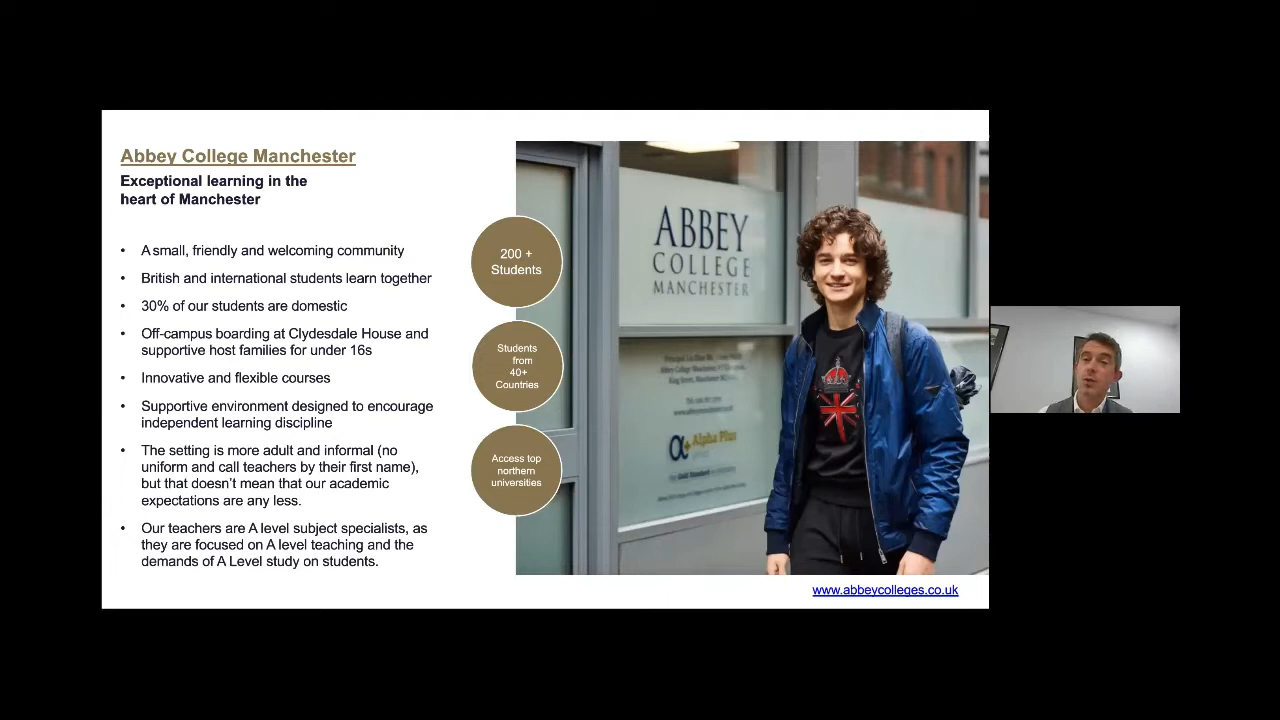 Abbey College Manchester
Exceptional learning in the
heart of Manchester
• A small, friendly and welcoming community
• British and international students learn together
• 30% of our students are domestic
• Off-campus boarding at Clydesdale House and
supportive host families for under 16s
• Innovative and flexible courses
• Supportive environment designed to encourage
independent learning discipline
• The setting is more adult and informal (no
uniform and call teachers by their first name),
but that doesn't mean that our academic
expectations are any less.
• Our teachers are A level subject specialists, as
they are focused on A level teaching and the
demands of A Level study on students.
200 +
Students
Students
from
40+
Countries
Access top
northern
universities
ABBEY
COLLEGE
MANCHESTER
Alpha Plus
www.abbeycolleges.co.uk